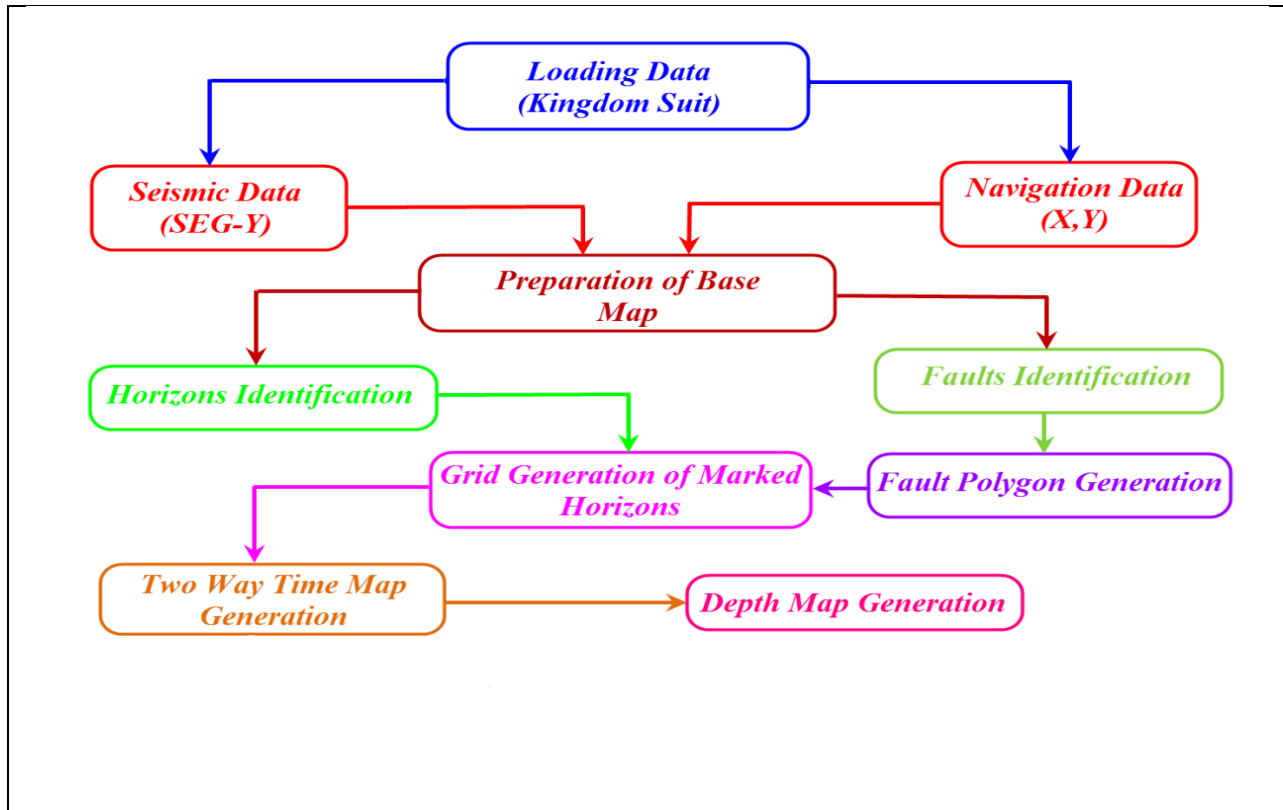 Loading Data
(Kingdom Suit)
Seismic Data
(SEG-Y)
Navigation Data
(X,Y)
Preparation of Base
Map
Horizons Identification
Faults Identification
Grid Generation of Marked
Horizons
Fault Polygon Generation
Two Way Time Map
Generation
Depth Map Generation